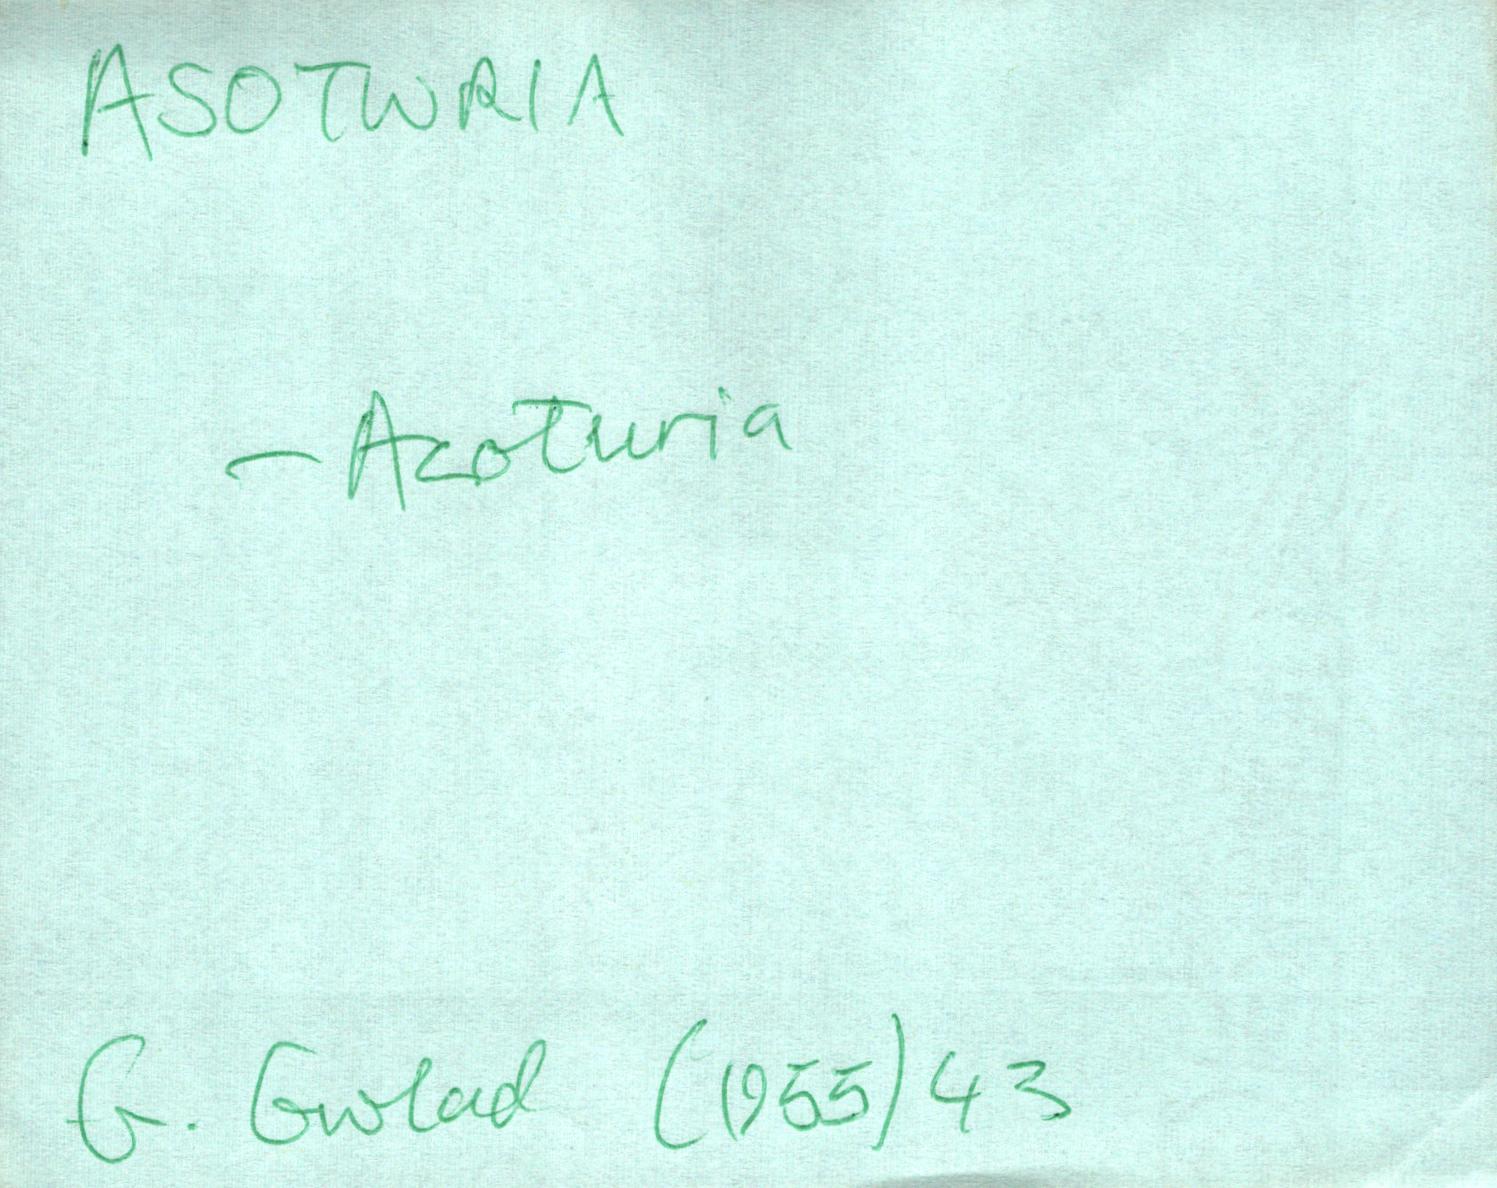 ASOTWRIA
- Azoturia
G. Gwlad (1955) 43